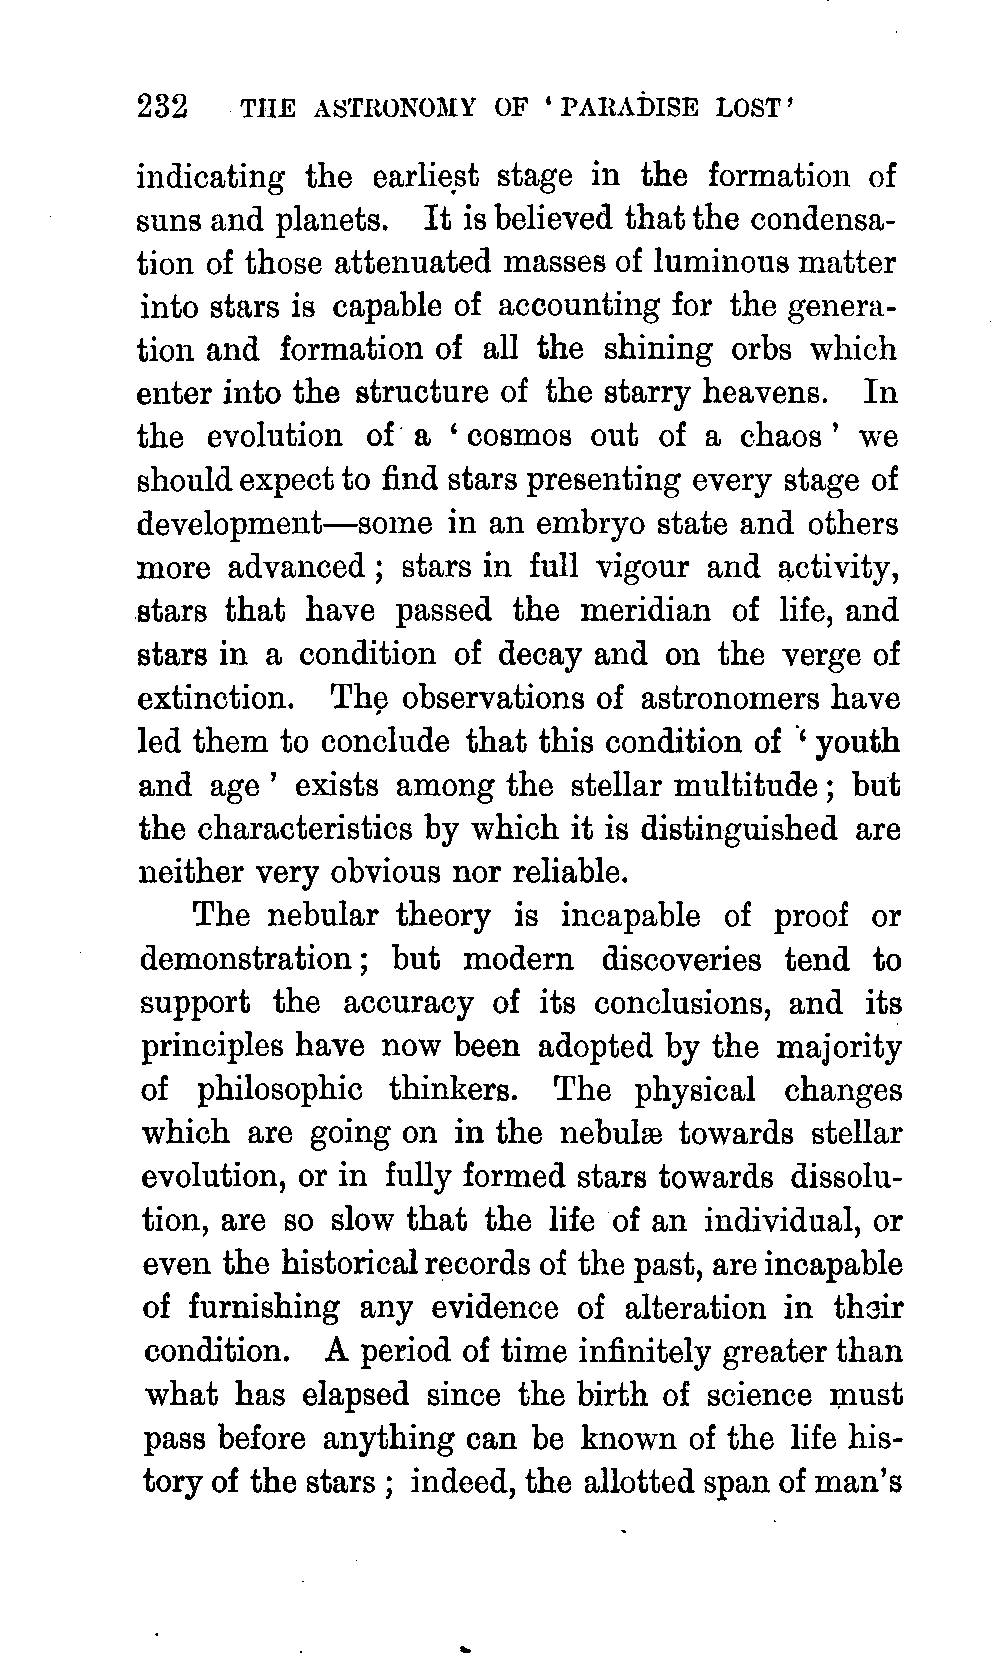 232 THE ASTRONOMY OF ‘ PARADISE LOST ’
indicating the earliest stage in the formation of
suns and planets. It is believed that the condensa-
tion of those attenuated masses of luminous matter
into stars is capable of accounting for the genera-
tion and formation of all the shining orbs which
enter into the structure of the starry heavens. In
the evolution of a ‘ cosmos out of a chaos ’ we
should expect to find stars presenting every stage of
development—some in an embryo state and others
more advanced ; stars in full vigour and activity,
stars that have passed the meridian of life, and
stars in a condition of decay and on the verge of
extinction. The observations of astronomers have
led them to conclude that this condition of ‘ youth
and age ’ exists among the stellar multitude ; but
the characteristics by which it is distinguished are
neither very obvious nor reliable.
The nebular theory is incapable of proof or
demonstration ; but modern discoveries tend to
support the accuracy of its conclusions, and its
principles have now been adopted by the majority
of philosophic thinkers. The physical changes
which are going on in the nebulæ towards stellar
evolution, or in fully formed stars towards dissolu-
tion, are so slow that the life of an individual, or
even the historical records of the past, are incapable
of furnishing any evidence of alteration in their
condition. A period of time infinitely greater than
what has elapsed since the birth of science must
pass before anything can be known of the life his-
tory of the stars ; indeed, the allotted span of man’s